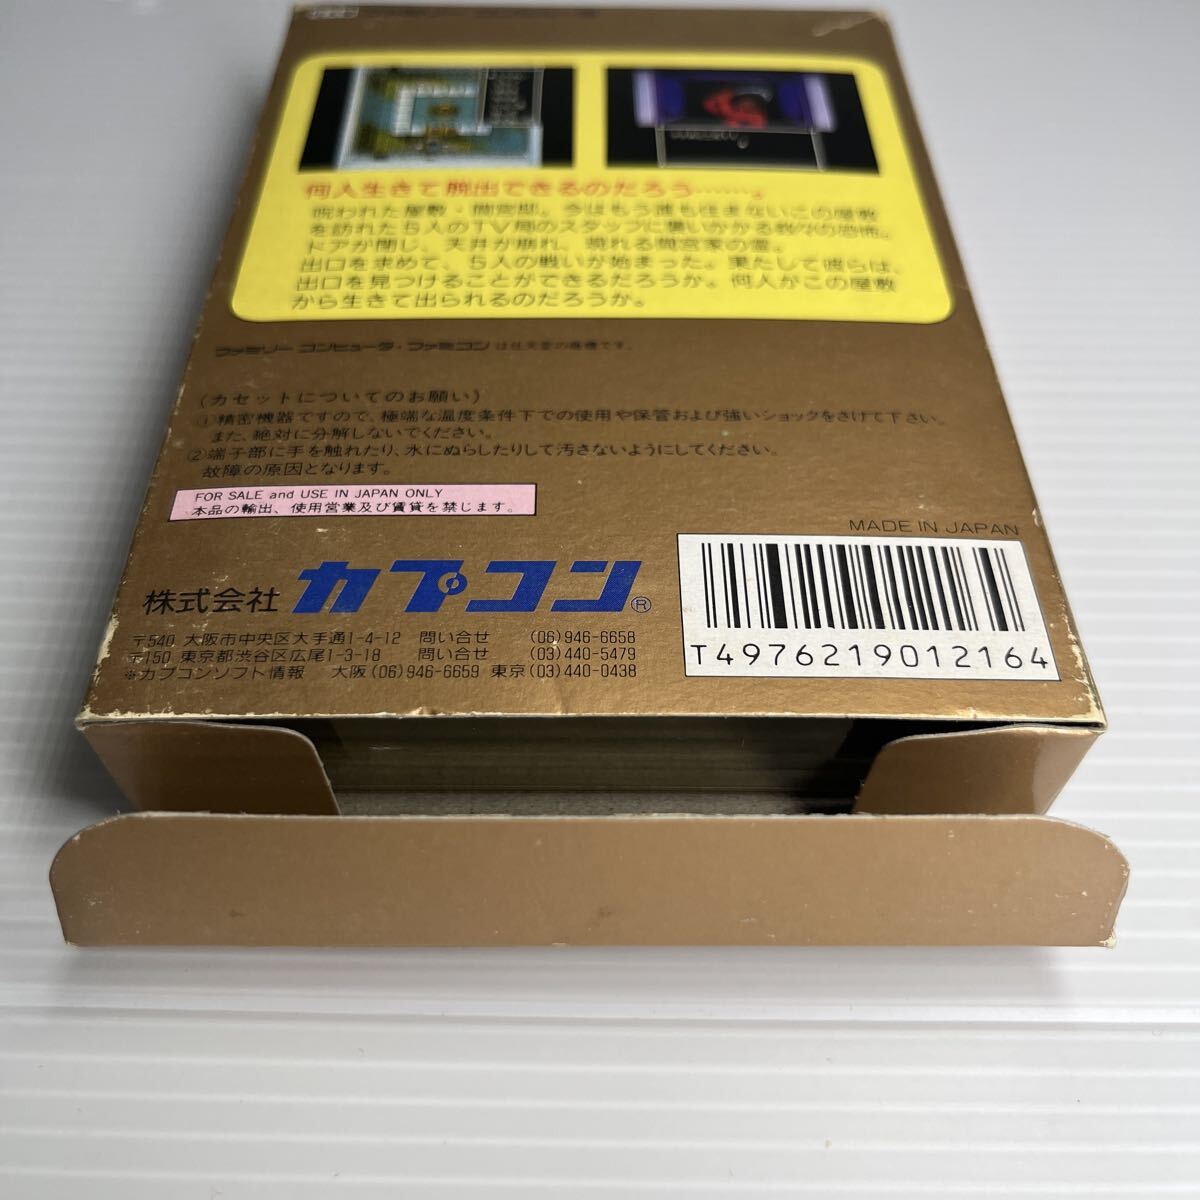 何人生きて脱出できるのだろう……。
呪われた屋敷・間宮邸。今はもう誰も住まないこの屋敷
を訪れた5人のTV局のスタッフに襲いかかる数々の恐怖。
ドアが閉じ、天井が崩れ、現れる間宮家の霊。
出口を求めて、5人の戦いが始まった。果たして彼らは、
出口を見つけることができるだろうか。何人がこの屋敷
から生きて出られるのだろうか。
ファミリーコンピュータ・ファミコンは任天堂の商標です。
(カセットについてのお願い)
①精密機器ですので、極端な温度条件下での使用や保管および強いショックをさけて下さい。
また、絶対に分解しないでください。
②端子部に手を触れたり、水にぬらしたりして汚さないようにしてください。
故障の原因となります。
FOR SALE and USE IN JAPAN ONLY
本品の輸出、使用営業及び賃貸を禁じます。
MADE IN JAPAN
株式会社 カプコン®
〒540 大阪市中央区大手通1-4-12 問い合せ (06)946-6658
〒150 東京都渋谷区広尾1-3-18 問い合せ (03)440-5479
※カプコンソフト情報 大阪(06)946-6659 東京(03)440-0438
T4976219012164